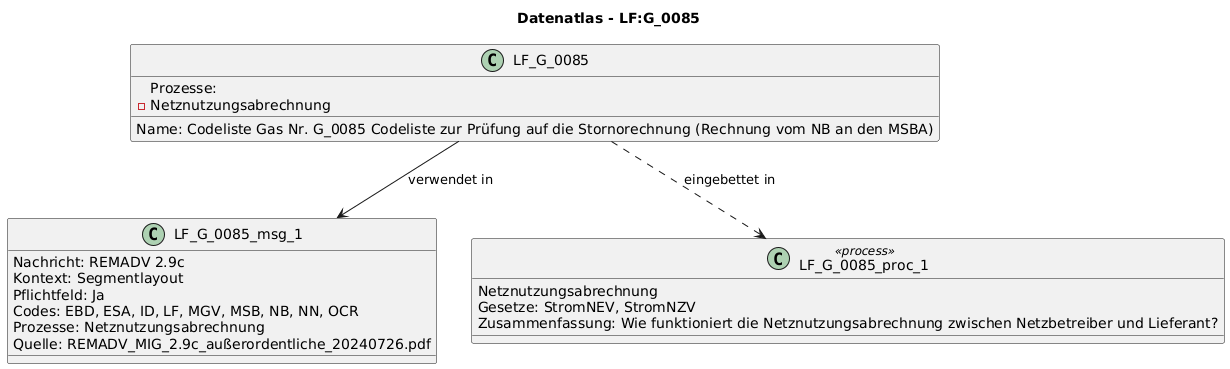 Datenatlas - LF:G_0085
C LF_G_0085
Prozesse:
Netznutzungsabrechnung
Name: Codeliste Gas Nr. G_0085 Codeliste zur Prüfung auf die Stornorechnung (Rechnung vom NB an den MSBA)
verwendet in
eingebettet in
C LF_G_0085_msg_1
Nachricht: REMADV 2.9c
Kontext: Segmentlayout
Pflichtfeld: Ja
Codes: EBD, ESA, ID, LF, MGV, MSB, NB, NN, OCR
Prozesse: Netznutzungsabrechnung
Quelle: REMADV_MIG_2.9c_außerordentliche_20240726.pdf
«process»
C LF_G_0085_proc_1
Netznutzungsabrechnung
Gesetze: StromNEV, StromNZV
Zusammenfassung: Wie funktioniert die Netznutzungsabrechnung zwischen Netzbetreiber und Lieferant?